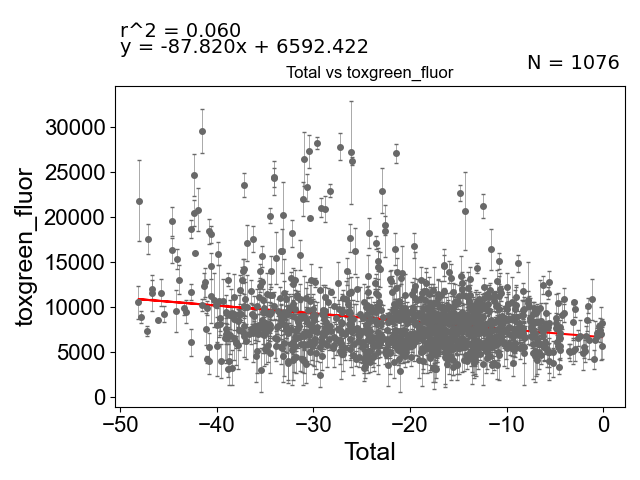 r^2 = 0.060
y = -87.820x + 6592.422
N = 1076
Total vs toxgreen_fluor
30000
25000
20000
15000
10000
5000
0
toxgreen_fluor
−50
−40
−30
−20
−10
0
Total